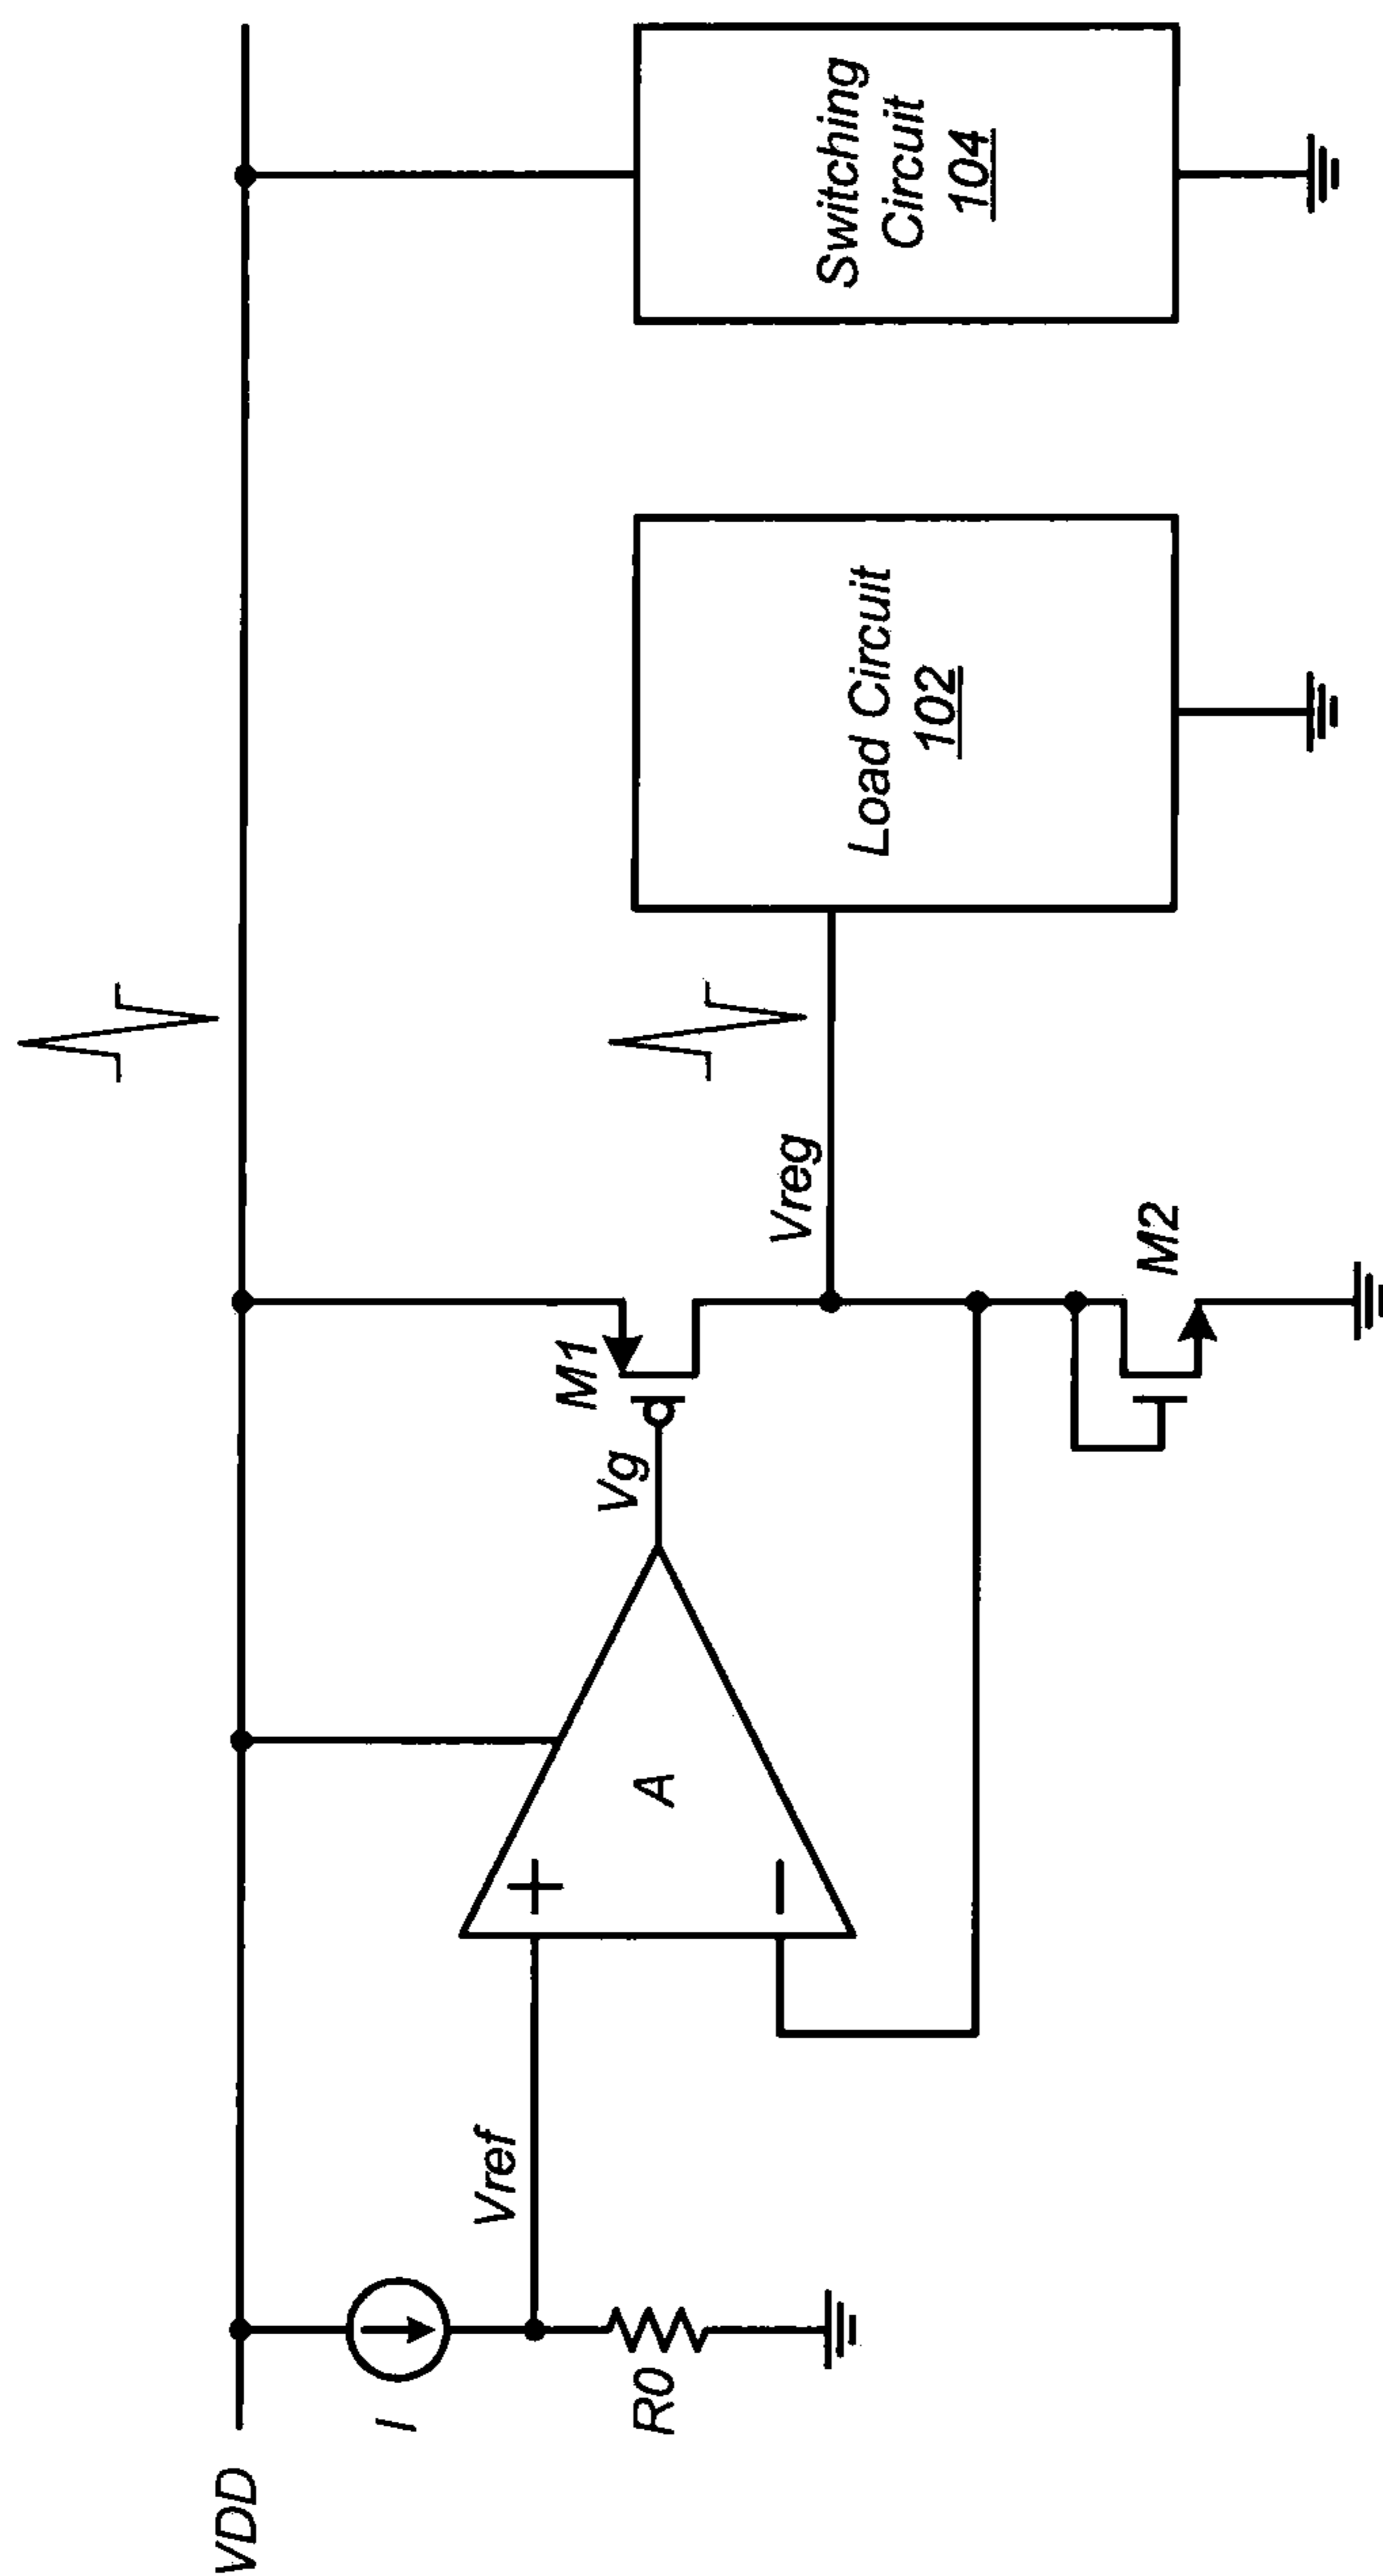 VDD
I
R0
Vref
+
−
A
Vg
M1
Vreg
M2
Load Circuit
102
Switching
Circuit
104